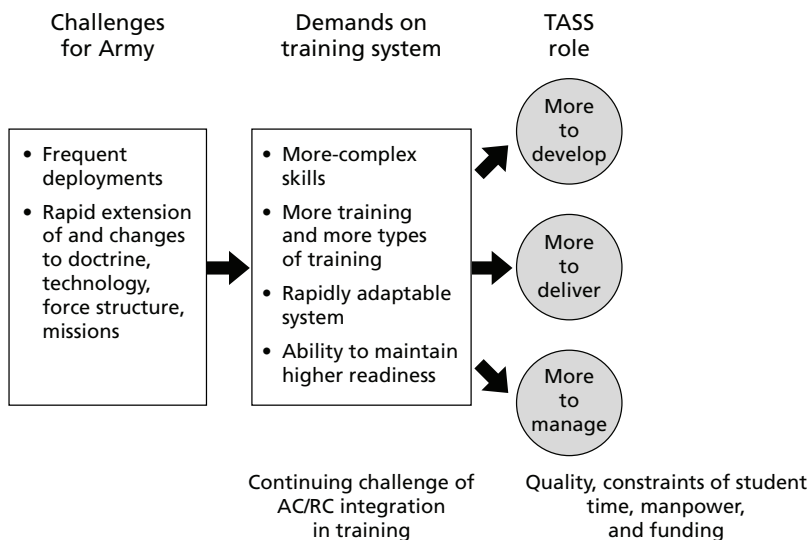 Challenges
for Army
Demands on
training system
TASS
role
• Frequent
deployments
• Rapid extension
of and changes
to doctrine,
technology,
force structure,
missions
• More-complex
skills
• More training
and more types
of training
• Rapidly adaptable
system
• Ability to maintain
higher readiness
More
to
develop
More
to
deliver
More
to
manage
Continuing challenge of
AC/RC integration
in training
Quality, constraints of student
time, manpower,
and funding